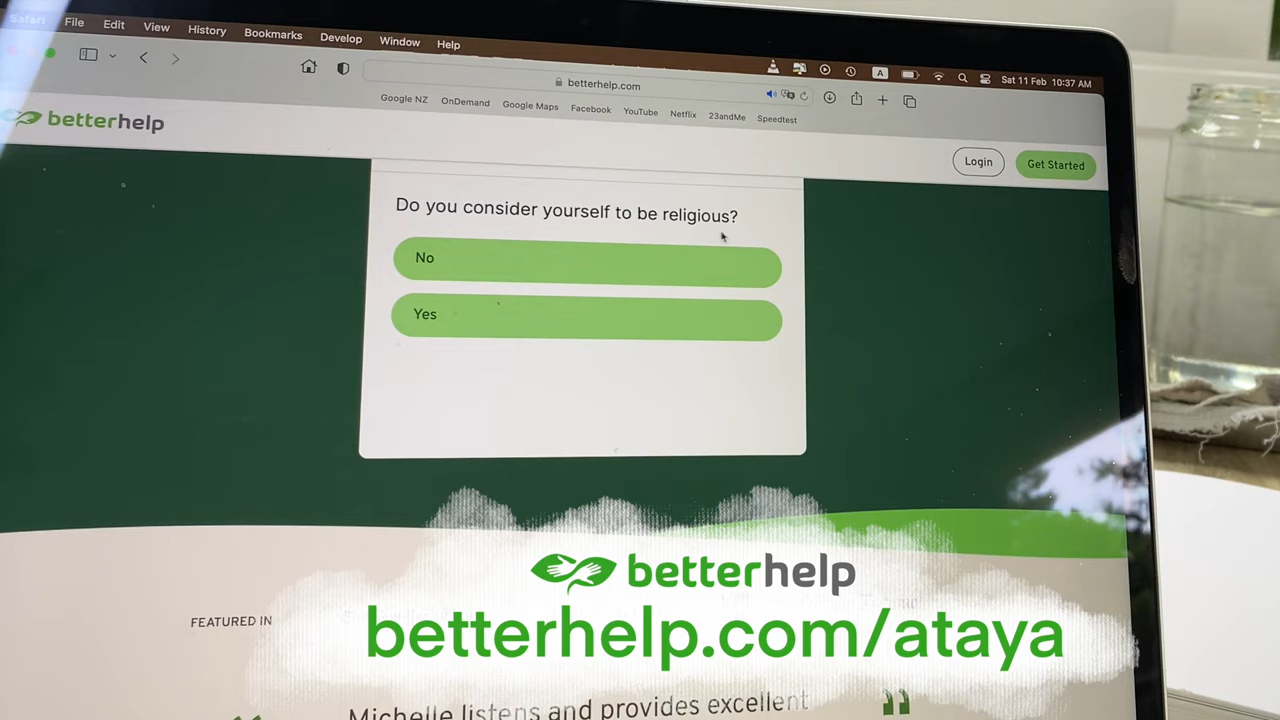 Safari File Edit View History Bookmarks Develop Window Help
A Sat 11 Feb 10:37 AM
betterhelp.com
Google NZ OnDemand Google Maps Facebook YouTube Netflix 23andMe Speedtest
betterhelp
Login Get Started
Do you consider yourself to be religious?
No
Yes
betterhelp
FEATURED IN
betterhelp.com/ataya
Michelle listens and provides excellent